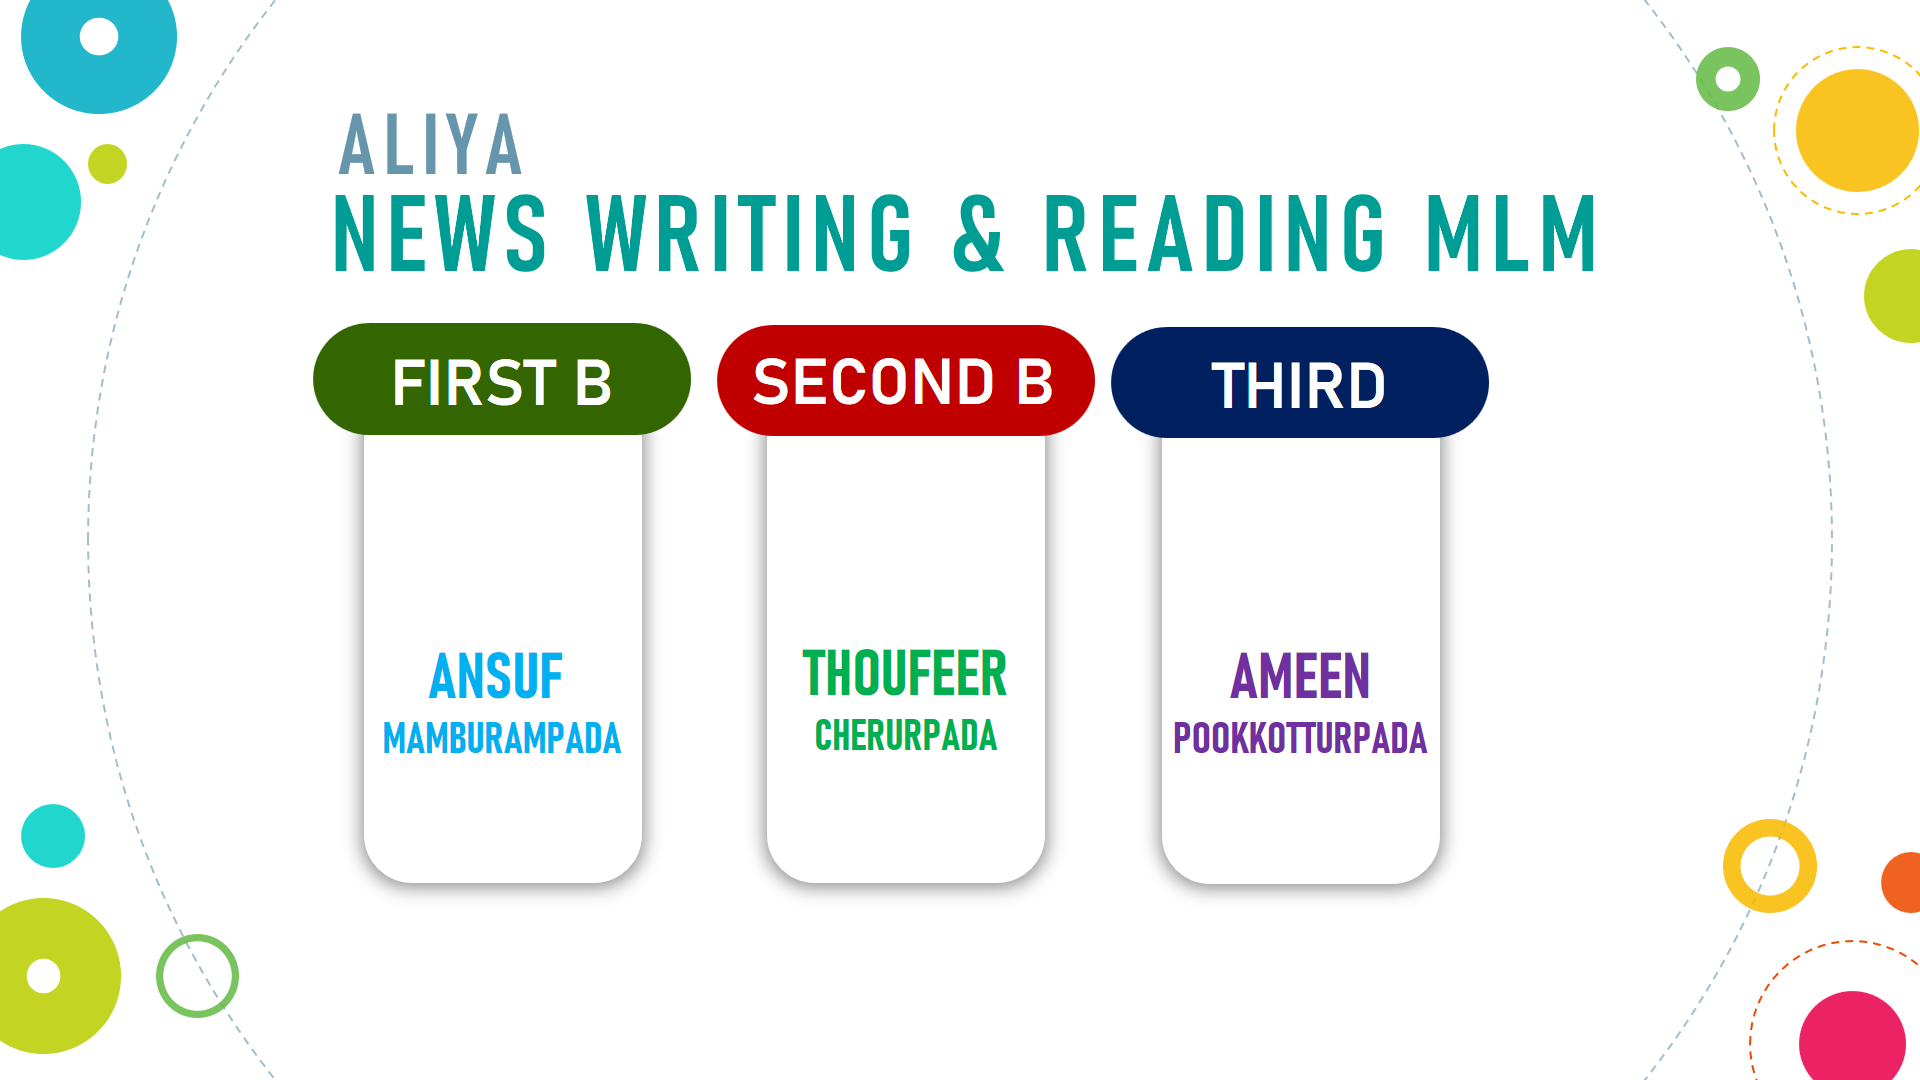 ALIYA
NEWS WRITING & READING MLM
FIRST B
SECOND B
THIRD
ANSUF
MAMBURAMPADA
THOUFEER
CHERURPADA
AMEEN
POOKKOTTURPADA